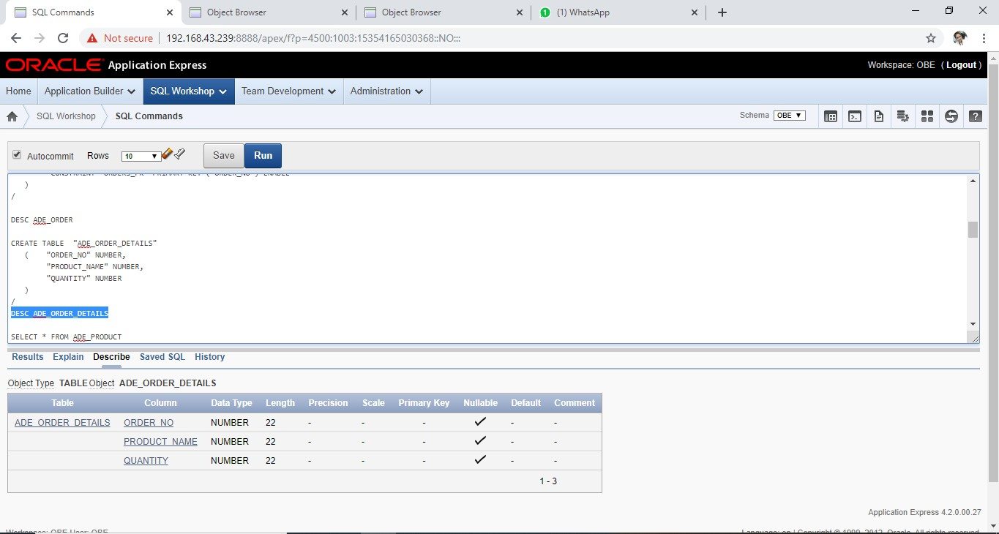 SQL Commands
Object Browser
Object Browser
1 (1) WhatsApp
Not secure 192.168.43.239:8888/apex/f?p=4500:1003:15354165030368::NO:::
ORACLE Application Express
Workspace: OBE ( Logout )
Home Application Builder SQL Workshop Team Development Administration
SQL Workshop SQL Commands
Schema OBE
?
Autocommit Rows 10 Save Run
CONSTRAINT "ORDERS_PK" PRIMARY KEY ("ORDER_NO") ENABLE
)
/
DESC ADE_ORDER
CREATE TABLE "ADE_ORDER_DETAILS"
( "ORDER_NO" NUMBER,
"PRODUCT_NAME" NUMBER,
"QUANTITY" NUMBER
)
/
DESC ADE_ORDER_DETAILS
SELECT * FROM ADE_PRODUCT
Results Explain Describe Saved SQL History
Object Type TABLE Object ADE_ORDER_DETAILS
Table Column Data Type Length Precision Scale Primary Key Nullable Default Comment
ADE_ORDER_DETAILS ORDER_NO NUMBER 22 - - - - -
PRODUCT_NAME NUMBER 22 - - - - -
QUANTITY NUMBER 22 - - - - -
1 - 3
Application Express 4.2.0.00.27
Workspace: OBE User: OBE
Language: en | Copyright © 1999, 2012, Oracle. All rights reserved.